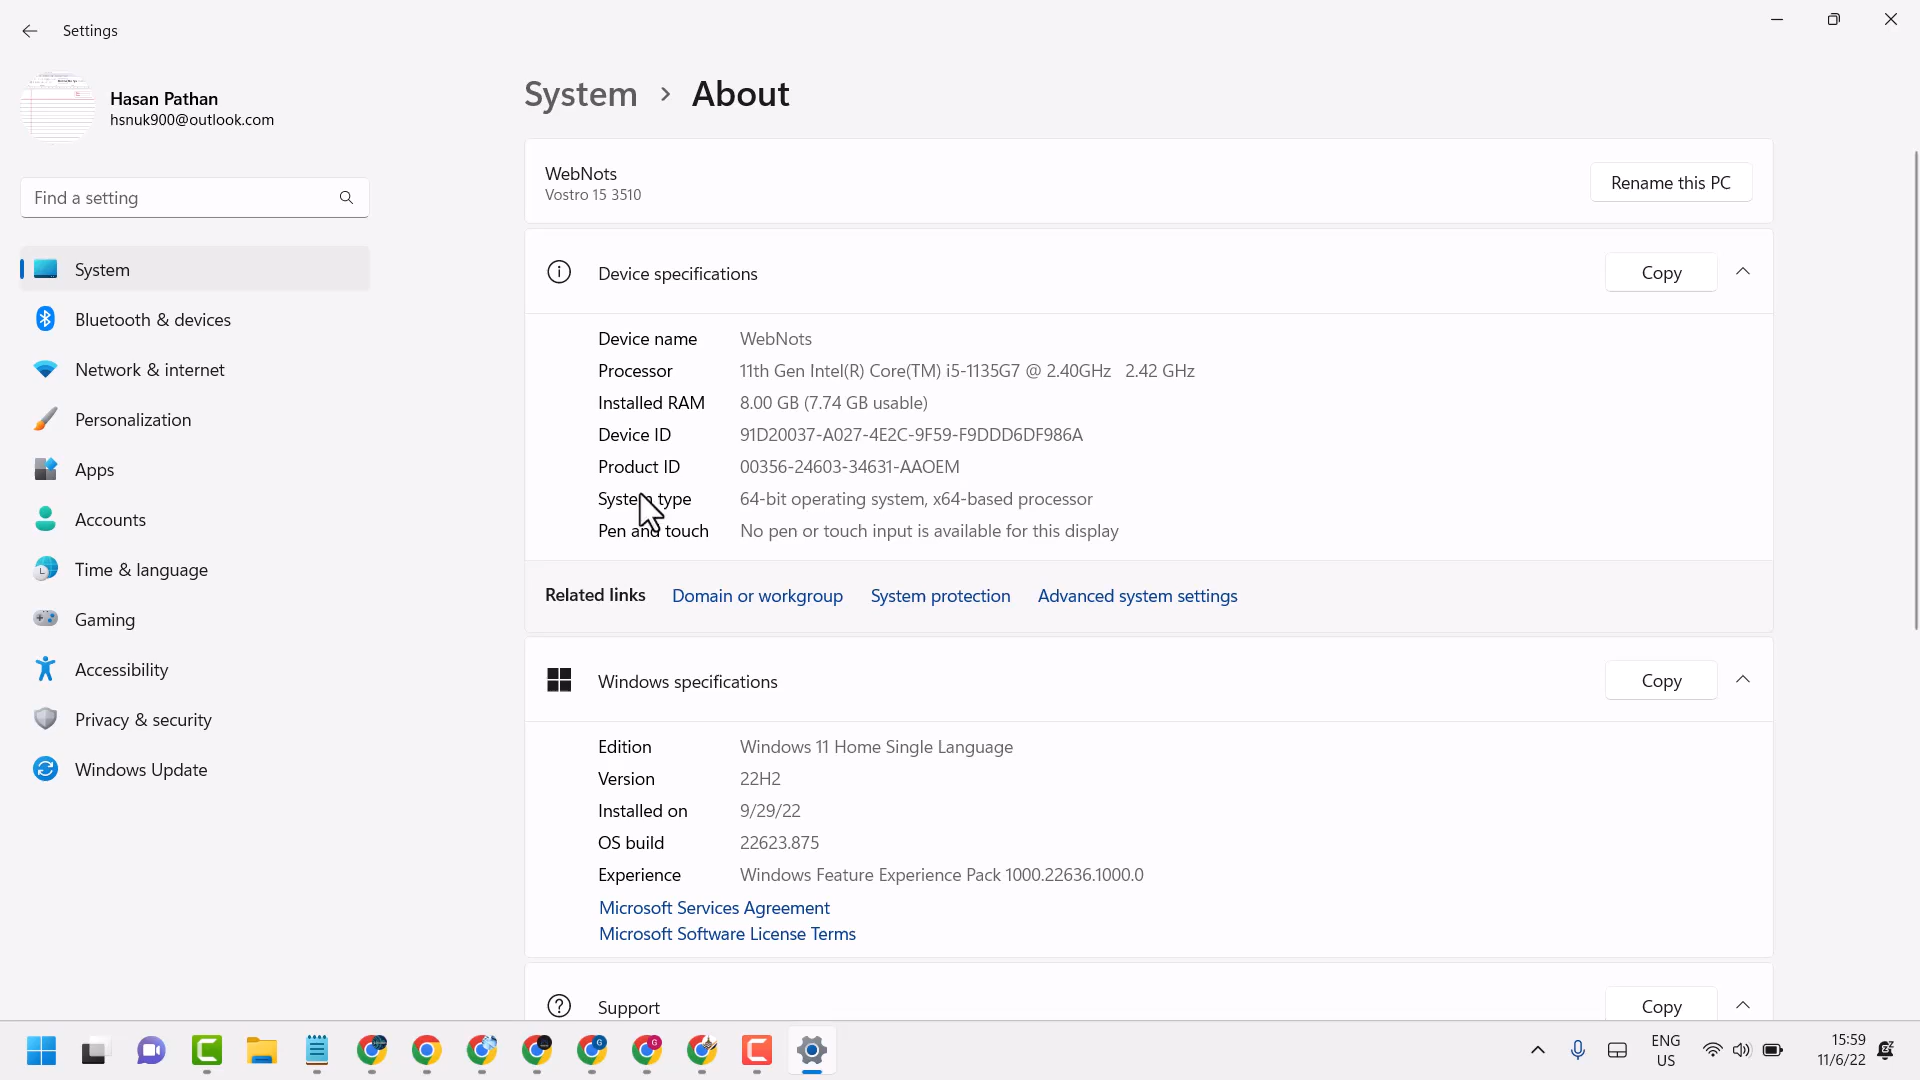 Settings
Hasan Pathan
hsnuk900@outlook.com
Find a setting
System
Bluetooth & devices
Network & internet
Personalization
Apps
Accounts
Time & language
Gaming
Accessibility
Privacy & security
Windows Update
System > About
WebNots
Vostro 15 3510
Rename this PC
Device specifications
Copy
Device name WebNots
Processor 11th Gen Intel(R) Core(TM) i5-1135G7 @ 2.40GHz 2.42 GHz
Installed RAM 8.00 GB (7.74 GB usable)
Device ID 91D20037-A027-4E2C-9F59-F9DDD6DF986A
Product ID 00356-24603-34631-AAOEM
System type 64-bit operating system, x64-based processor
Pen and touch No pen or touch input is available for this display
Related links Domain or workgroup System protection Advanced system settings
Windows specifications
Copy
Edition Windows 11 Home Single Language
Version 22H2
Installed on 9/29/22
OS build 22623.875
Experience Windows Feature Experience Pack 1000.22636.1000.0
Microsoft Services Agreement
Microsoft Software License Terms
Support
Copy
ENG
US
15:59
11/6/22